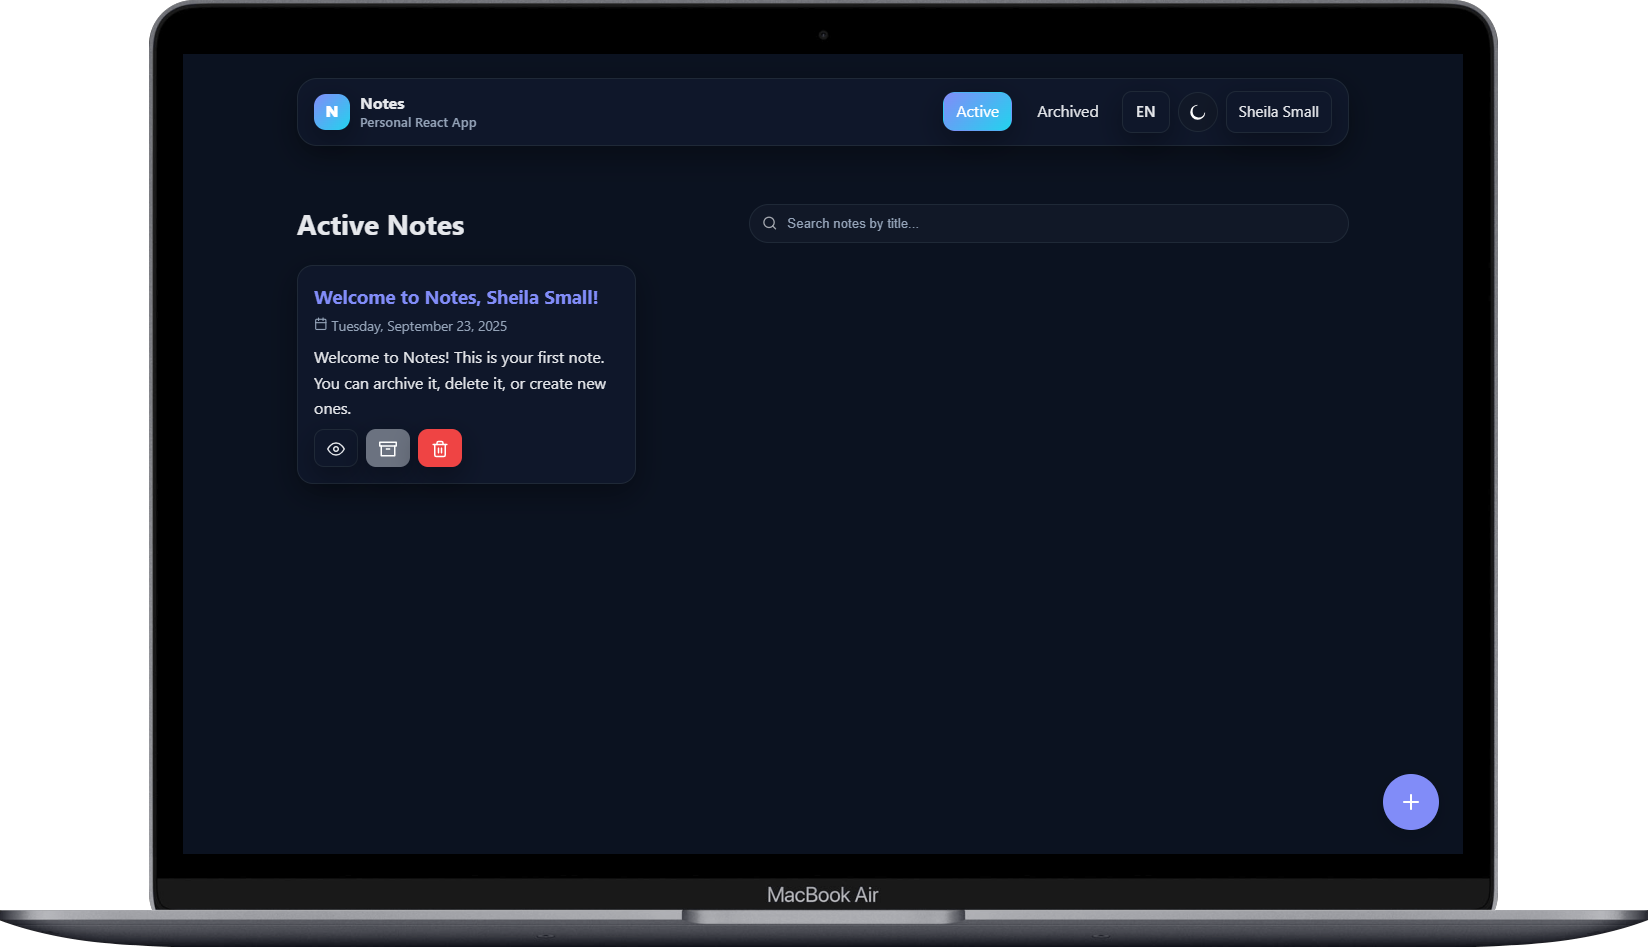 N
Notes
Personal React App
Active
Archived
EN
Sheila Small
Active Notes
Search notes by title...
Welcome to Notes, Sheila Small!
Tuesday, September 23, 2025
Welcome to Notes! This is your first note.
You can archive it, delete it, or create new
ones.
MacBook Air